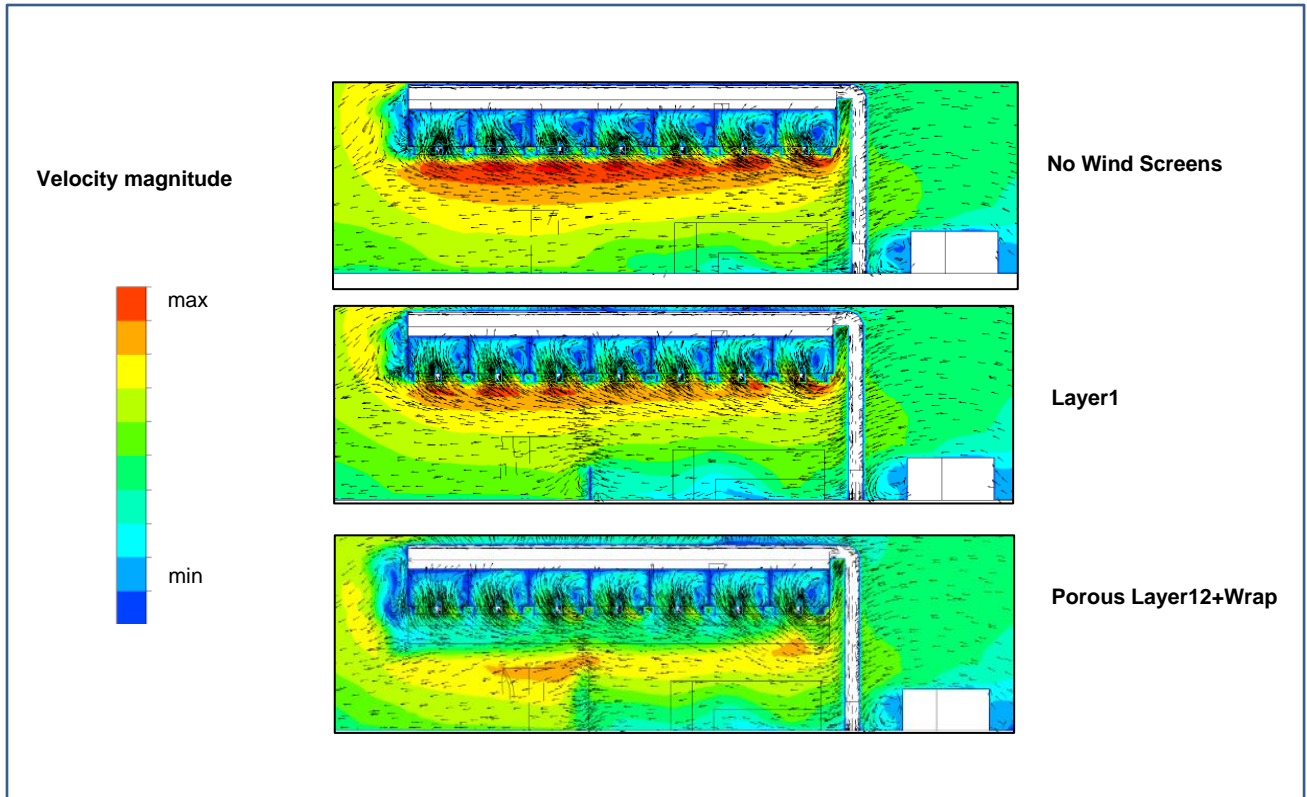 Velocity magnitude
max
min
No Wind Screens
Layer1
Porous Layer12+Wrap